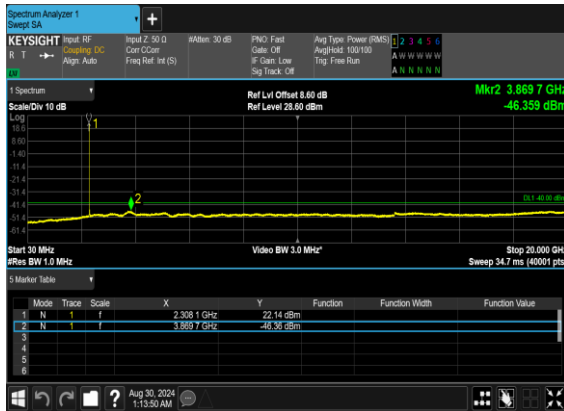 Spectrum Analyzer 1
Swept SA
+
KEYSIGHT Input: RF Input Z: 50 Ω #Atten: 30 dB PNO: Fast Avg Type: Power (RMS) 1 2 3 4 5 6
R T Coupling: DC Corr CCorr Gate: Off Avg|Hold: 100/100 A W W W W W
Align: Auto Freq Ref: Int (S) IF Gain: Low Trig: Free Run
Sig Track: Off A N N N N N
1 Spectrum Ref Lvl Offset 8.60 dB Mkr2 3.869 7 GHz
Scale/Div 10 dB Ref Level 28.60 dBm -46.359 dBm
Log
18.6
1
8.60
-1.40
-11.4
-21.4
-31.4
DL1 -40.00 dBm
-41.4
2
-51.4
-61.4
Start 30 MHz Video BW 3.0 MHz* Stop 20.000 GHz
#Res BW 1.0 MHz Sweep 34.7 ms (40001 pts)
5 Marker Table
Mode Trace Scale X Y Function Function Width Function Value
1 N 1 f 2.308 1 GHz 22.14 dBm
2 N 1 f 3.869 7 GHz -46.36 dBm
3
4
5
6
? Aug 30, 2024
1:13:50 AM